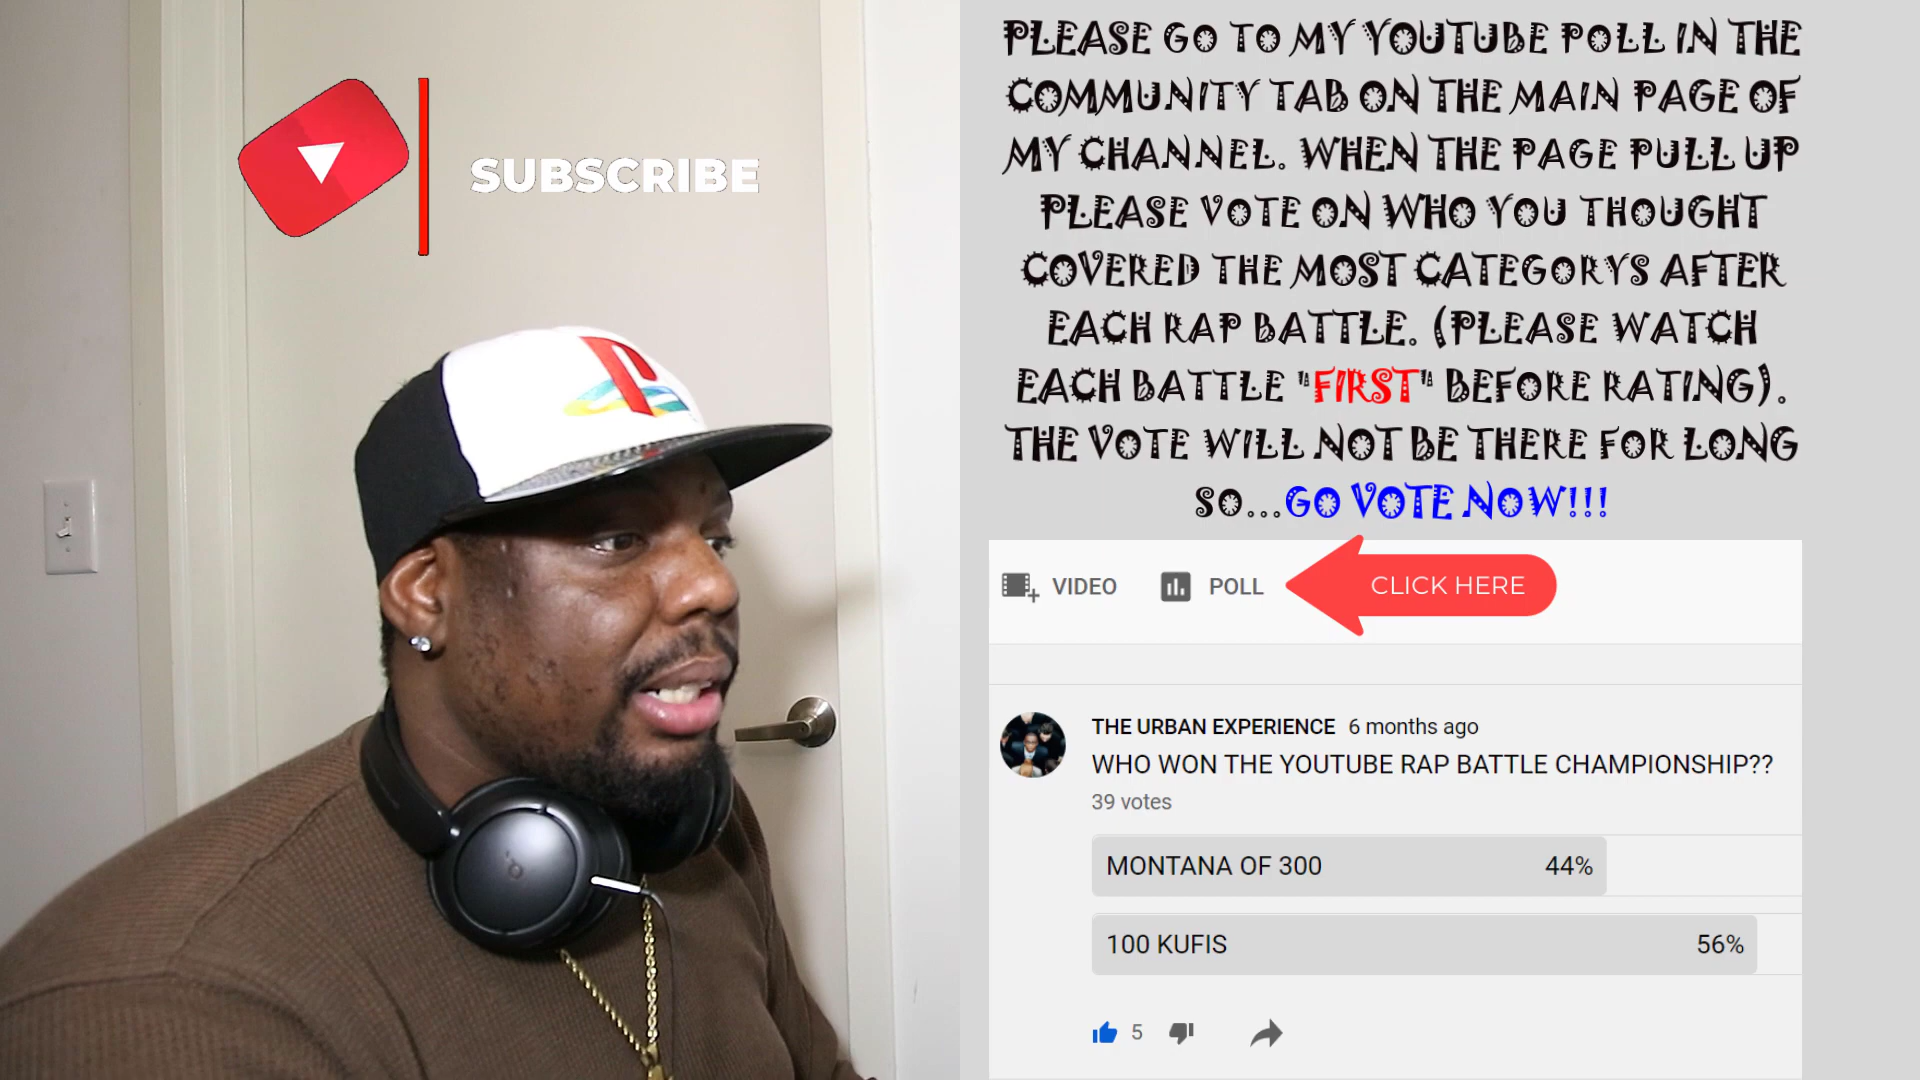 SUBSCRIBE
PLEASE GO TO MY YOUTUBE POLL IN THE
COMMUNITY TAB ON THE MAIN PAGE OF
MY CHANNEL. WHEN THE PAGE PULL UP
PLEASE VOTE ON WHO YOU THOUGHT
COVERED THE MOST CATEGORYS AFTER
EACH RAP BATTLE. (PLEASE WATCH
EACH BATTLE "FIRST" BEFORE RATING).
THE VOTE WILL NOT BE THERE FOR LONG
SO...GO VOTE NOW!!!
VIDEO POLL CLICK HERE
THE URBAN EXPERIENCE 6 months ago
WHO WON THE YOUTUBE RAP BATTLE CHAMPIONSHIP??
39 votes
MONTANA OF 300 44%
100 KUFIS 56%
5